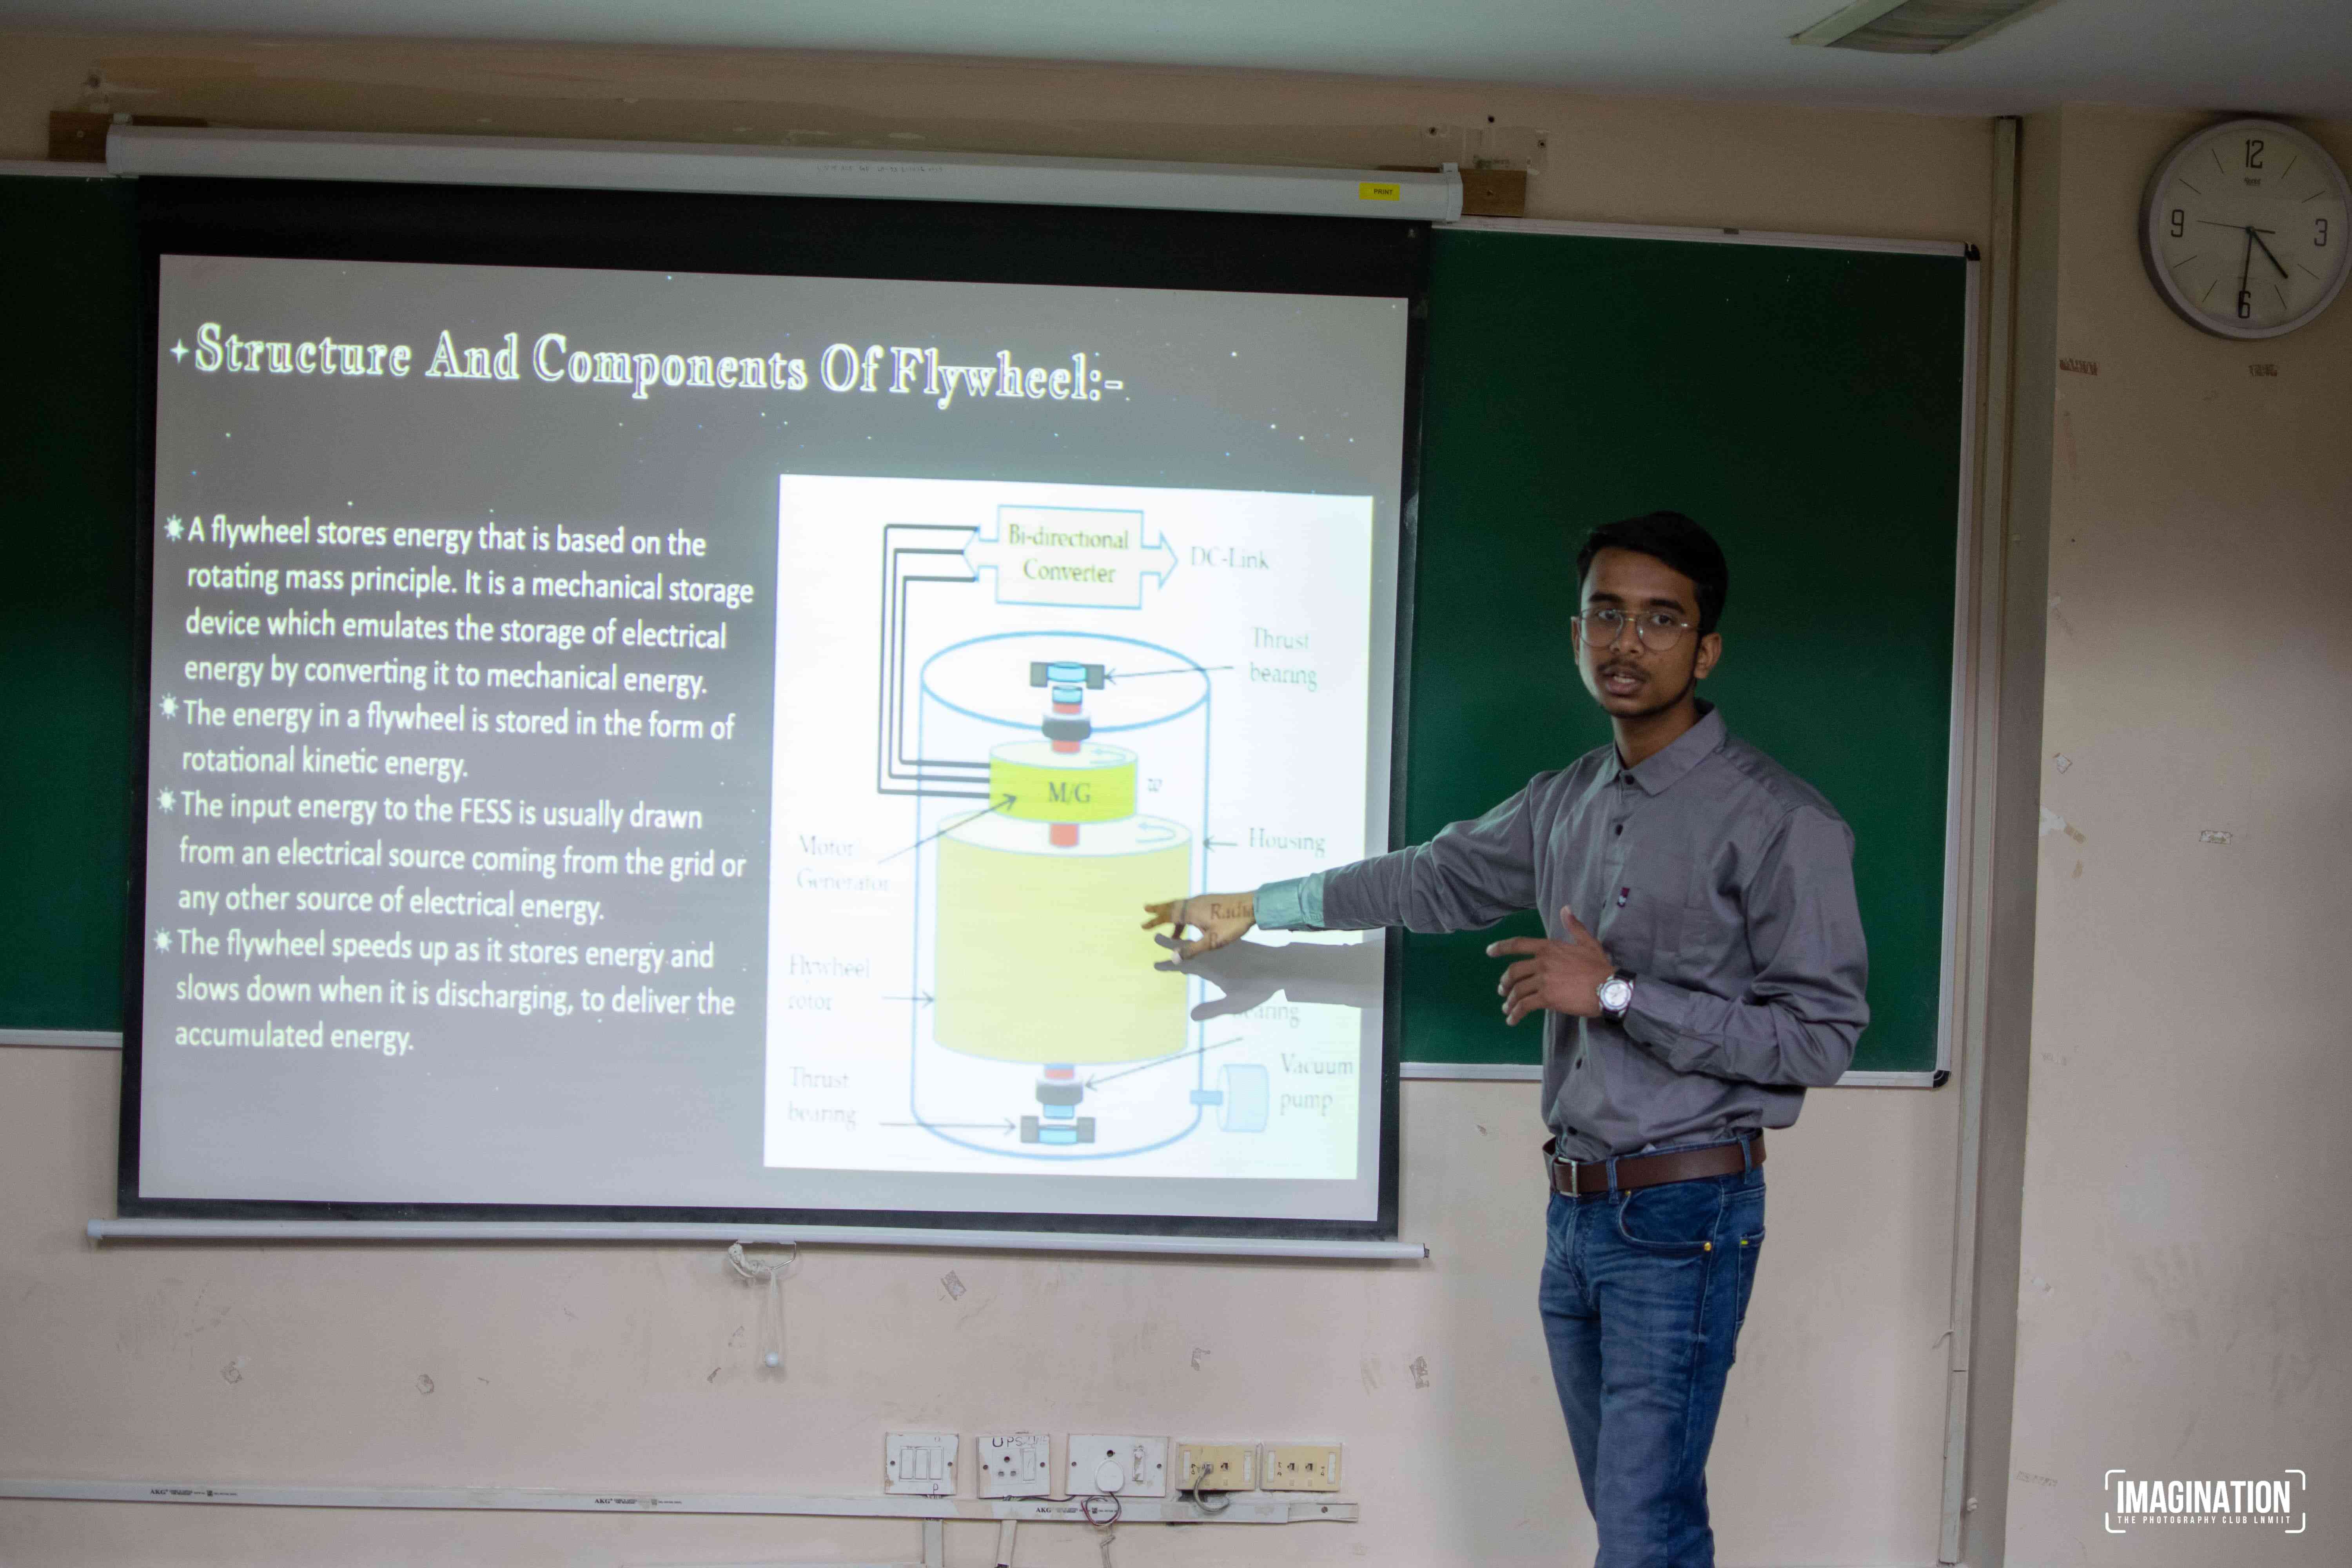 PRINT
12
3
6
9
Structure And Components Of Flywheel:-
A flywheel stores energy that is based on the
rotating mass principle. It is a mechanical storage
device which emulates the storage of electrical
energy by converting it to mechanical energy.
The energy in a flywheel is stored in the form of
rotational kinetic energy.
The input energy to the FESS is usually drawn
from an electrical source coming from the grid or
any other source of electrical energy.
The flywheel speeds up as it stores energy and
slows down when it is discharging, to deliver the
accumulated energy.
Bi-directional
Converter
DC-Link
Thrust
bearing
M/G
w
Motor/
Generator
Housing
Flywheel
rotor
Thrust
bearing
Vacuum
pump
UPS
AKG
AKG
AKG
IMAGINATION
THE PHOTOGRAPHY CLUB LNMIIT